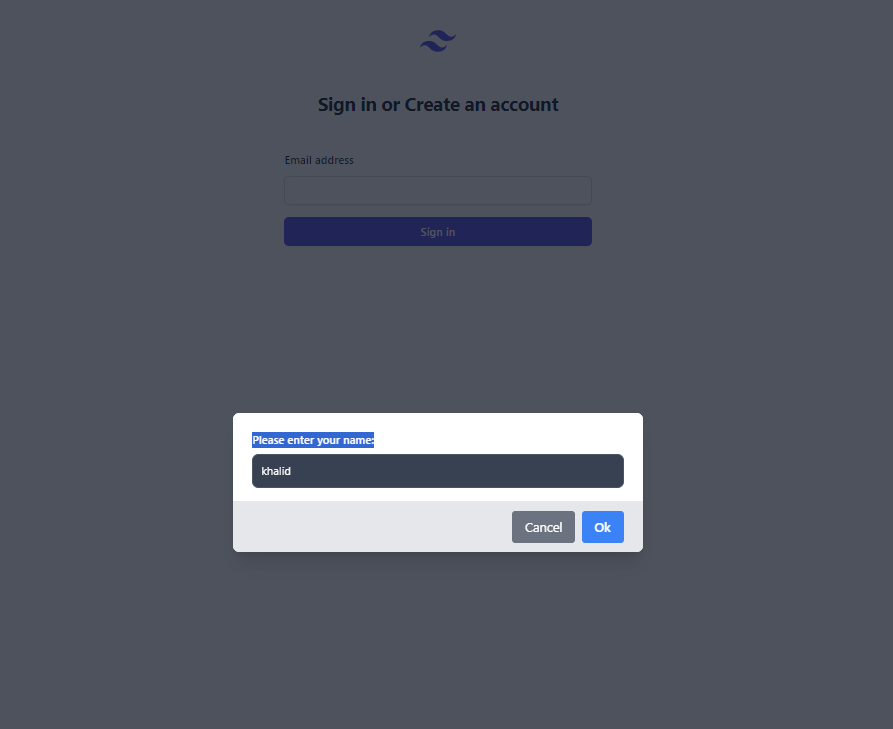 Sign in or Create an account
Email address
Sign in
Please enter your name:
khalid
Cancel Ok